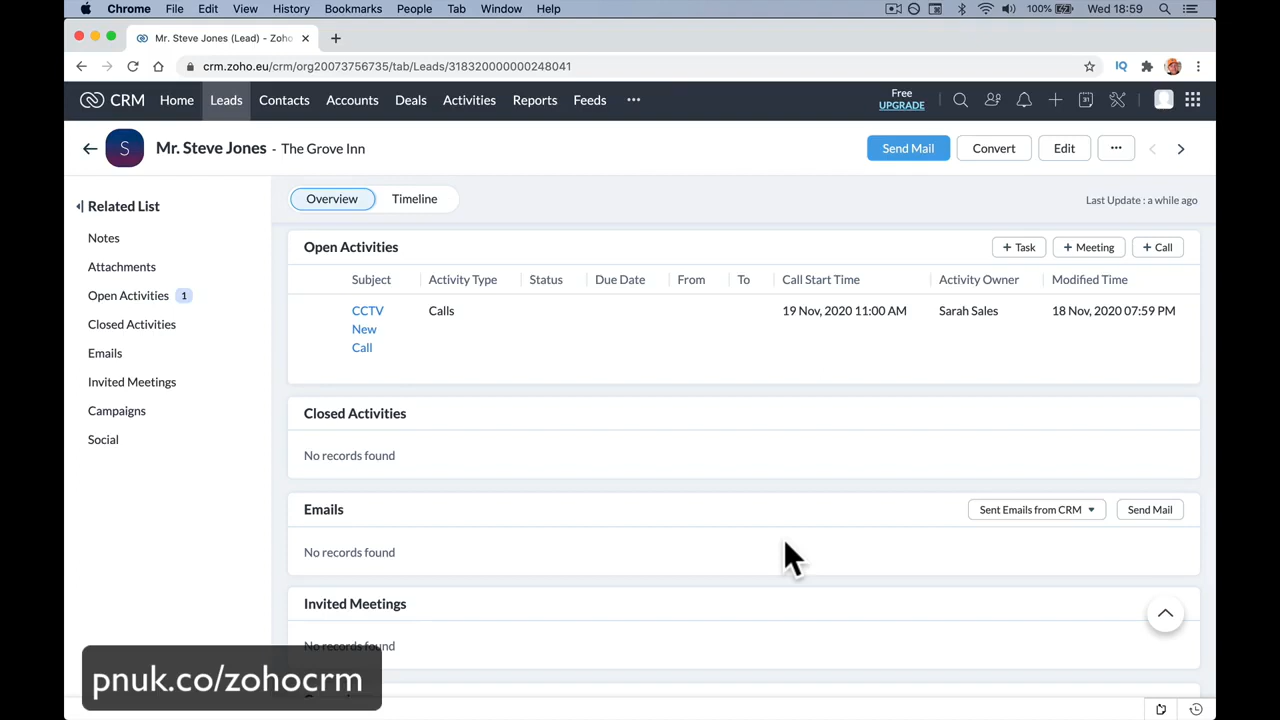 Chrome File Edit View History Bookmarks People Tab Window Help 100% Wed 18:59
Mr. Steve Jones (Lead) - Zoho
crm.zoho.eu/crm/org20073756735/tab/Leads/318320000000248041 IQ
CRM Home Leads Contacts Accounts Deals Activities Reports Feeds ••• Free
UPGRADE
31
S Mr. Steve Jones - The Grove Inn Send Mail Convert Edit •••
Related List
Notes
Attachments
Open Activities 1
Closed Activities
Emails
Invited Meetings
Campaigns
Social
Overview Timeline Last Update : a while ago
Open Activities + Task + Meeting + Call
Subject Activity Type Status Due Date From To Call Start Time Activity Owner Modified Time
CCTV Calls 19 Nov, 2020 11:00 AM Sarah Sales 18 Nov, 2020 07:59 PM
New
Call
Closed Activities
No records found
Emails Sent Emails from CRM Send Mail
No records found
Invited Meetings
No records found
pnuk.co/zohocrm